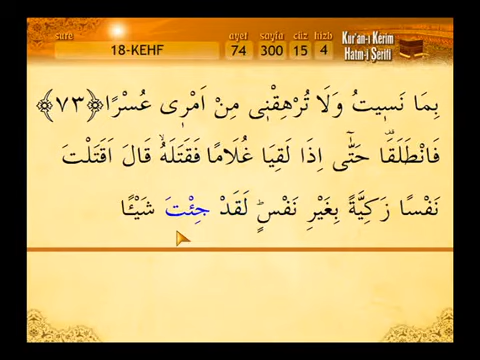 sûre
ayet
sayfa
cüz
hizb
18-KEHF
74
300
15
4
Kur'an-ı Kerim
Hatm-i Şerifi
بِمَا نَسٖيتُ وَلَا تُرْهِقْنٖى مِنْ اَمْرٖى عُسْرًا ﴿٧٣﴾
فَانْطَلَقَاࣞ حَتّٰٓى اِذَا لَقِيَا غُلَامًا فَقَتَلَهُۙ قَالَ اَقَتَلْتَ
نَفْسًا زَكِيَّةً بِغَيْرِ نَفْسٍؕ لَقَدْ جِئْتَ شَيْـًٔا